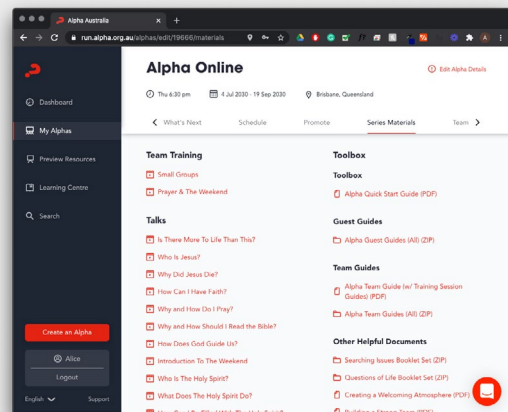 Alpha Australia
run.alpha.org.au/alphas/edit/19666/materials
Dashboard
My Alphas
Preview Resources
Learning Centre
Search
Create an Alpha
Alice
Logout
English
Support
Alpha Online
Edit Alpha Details
Thu 6:30 pm
4 Jul 2030 - 19 Sep 2030
Brisbane, Queensland
What's Next
Schedule
Promote
Series Materials
Team
Team Training
Small Groups
Prayer & The Weekend
Talks
Is There More To Life Than This?
Who Is Jesus?
Why Did Jesus Die?
How Can I Have Faith?
Why and How Do I Pray?
Why and How Should I Read the Bible?
How Does God Guide Us?
Introduction To The Weekend
Who Is The Holy Spirit?
What Does The Holy Spirit Do?
Toolbox
Toolbox
Alpha Quick Start Guide (PDF)
Guest Guides
Alpha Guest Guides (All) (ZIP)
Team Guides
Alpha Team Guide (w/ Training Session
Guides) (PDF)
Alpha Team Guides (All) (ZIP)
Other Helpful Documents
Searching Issues Booklet Set (ZIP)
Questions of Life Booklet Set (ZIP)
Creating a Welcoming Atmosphere (PDF)